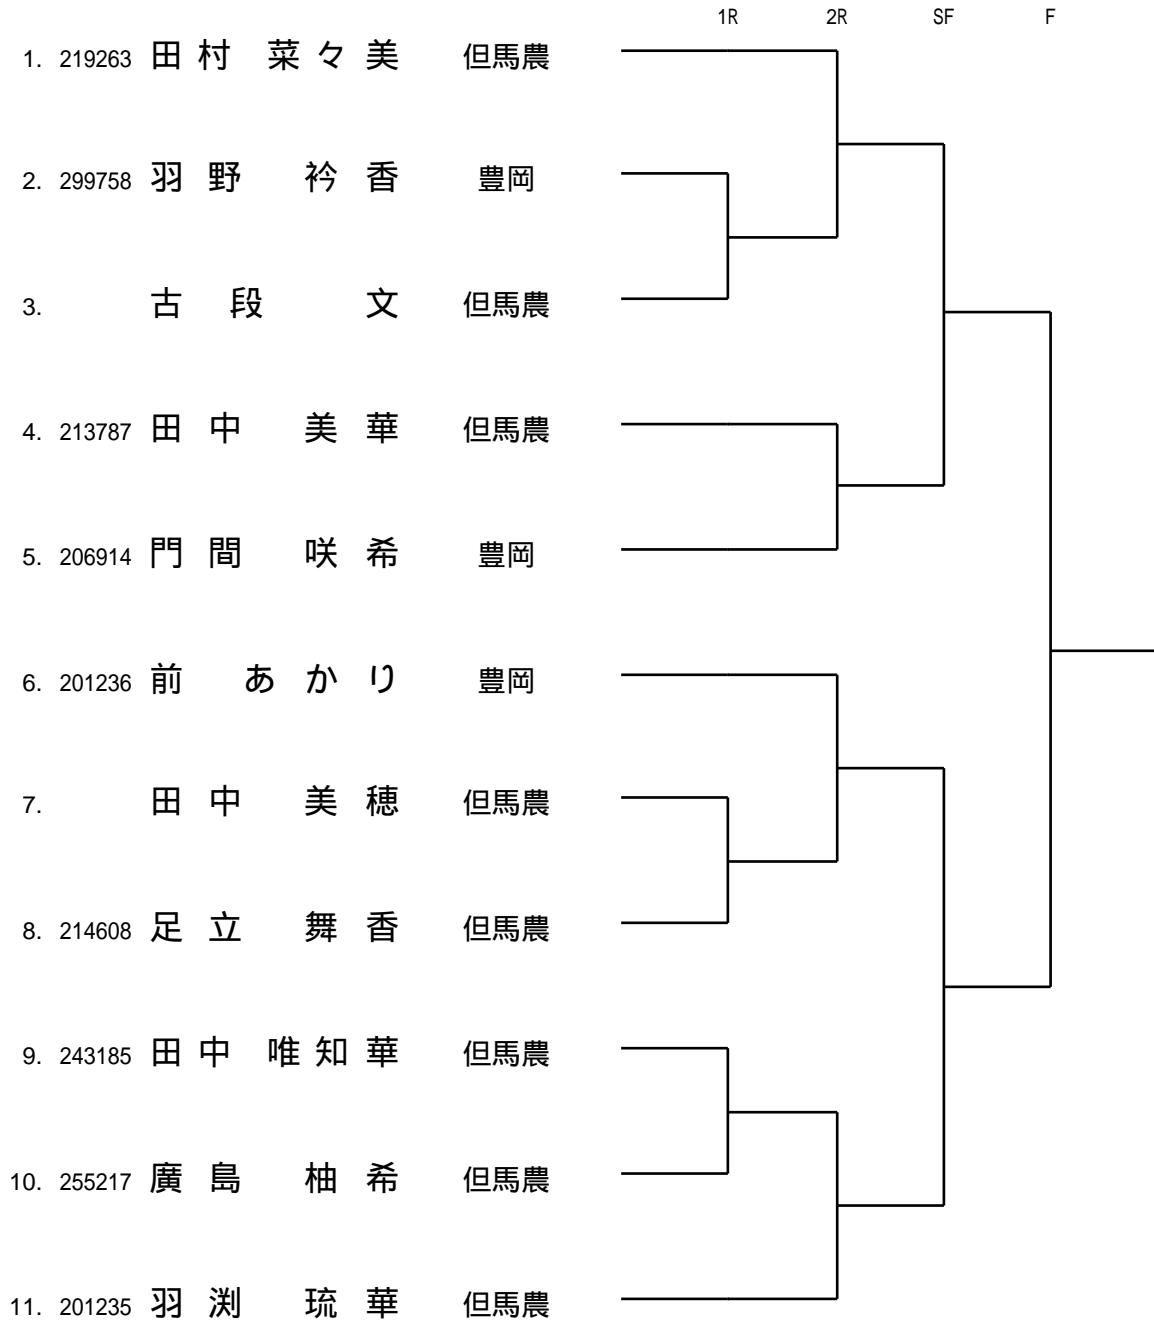 1R 2R SF F
1. 219263 田村 菜々美 但馬農
2. 299758 羽野 衿香 豊岡
3. 古段 文 但馬農
4. 213787 田中 美華 但馬農
5. 206914 門間 咲希 豊岡
6. 201236 前 あかり 豊岡
7. 田中 美穂 但馬農
8. 214608 足立 舞香 但馬農
9. 243185 田中 唯知華 但馬農
10. 255217 廣島 柚希 但馬農
11. 201235 羽渕 琉華 但馬農